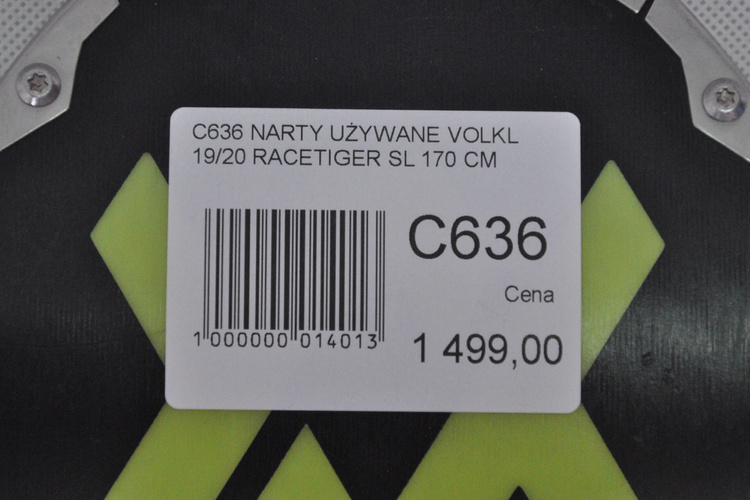 C636 NARTY UŻYWANE VOLKL
19/20 RACETIGER SL 170 CM
C636
Cena
1 499,00
1 000000 014013